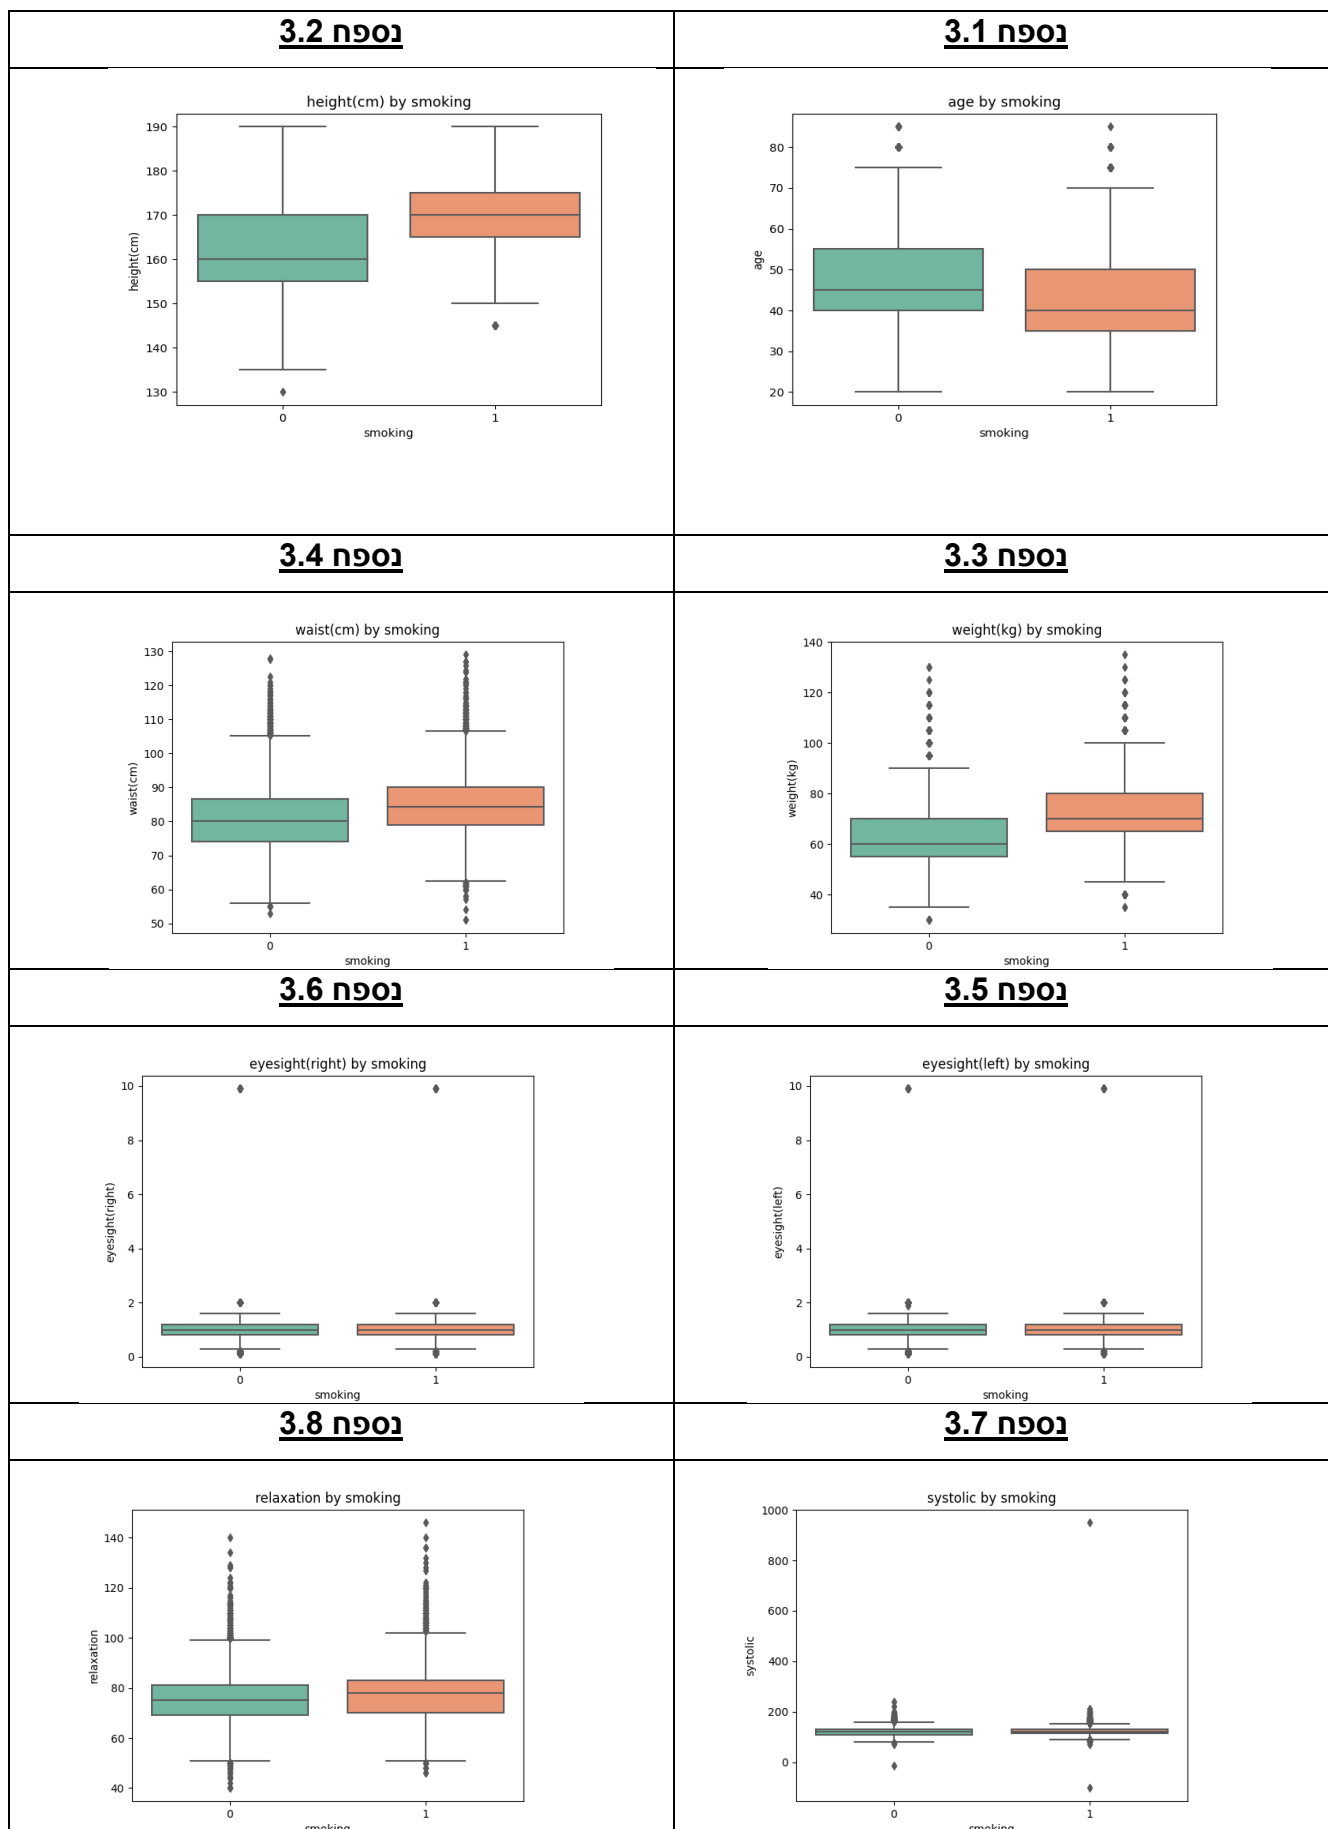 נספח 3.1
נספח 3.2
age by smoking
80
70
60
50
40
30
20
age
0 1
smoking
height(cm) by smoking
190
180
170
160
150
140
130
height(cm)
0 1
smoking
נספח 3.3
נספח 3.4
weight(kg) by smoking
140
120
100
80
60
40
weight(kg)
0 1
smoking
waist(cm) by smoking
130
120
110
100
90
80
70
60
50
waist(cm)
0 1
smoking
נספח 3.5
נספח 3.6
eyesight(left) by smoking
10
8
6
4
2
0
eyesight(left)
0 1
smoking
eyesight(right) by smoking
10
8
6
4
2
0
eyesight(right)
0 1
smoking
נספח 3.7
נספח 3.8
systolic by smoking
1000
800
600
400
200
0
systolic
0 1
smoking
relaxation by smoking
140
120
100
80
60
40
relaxation
0 1
smoking